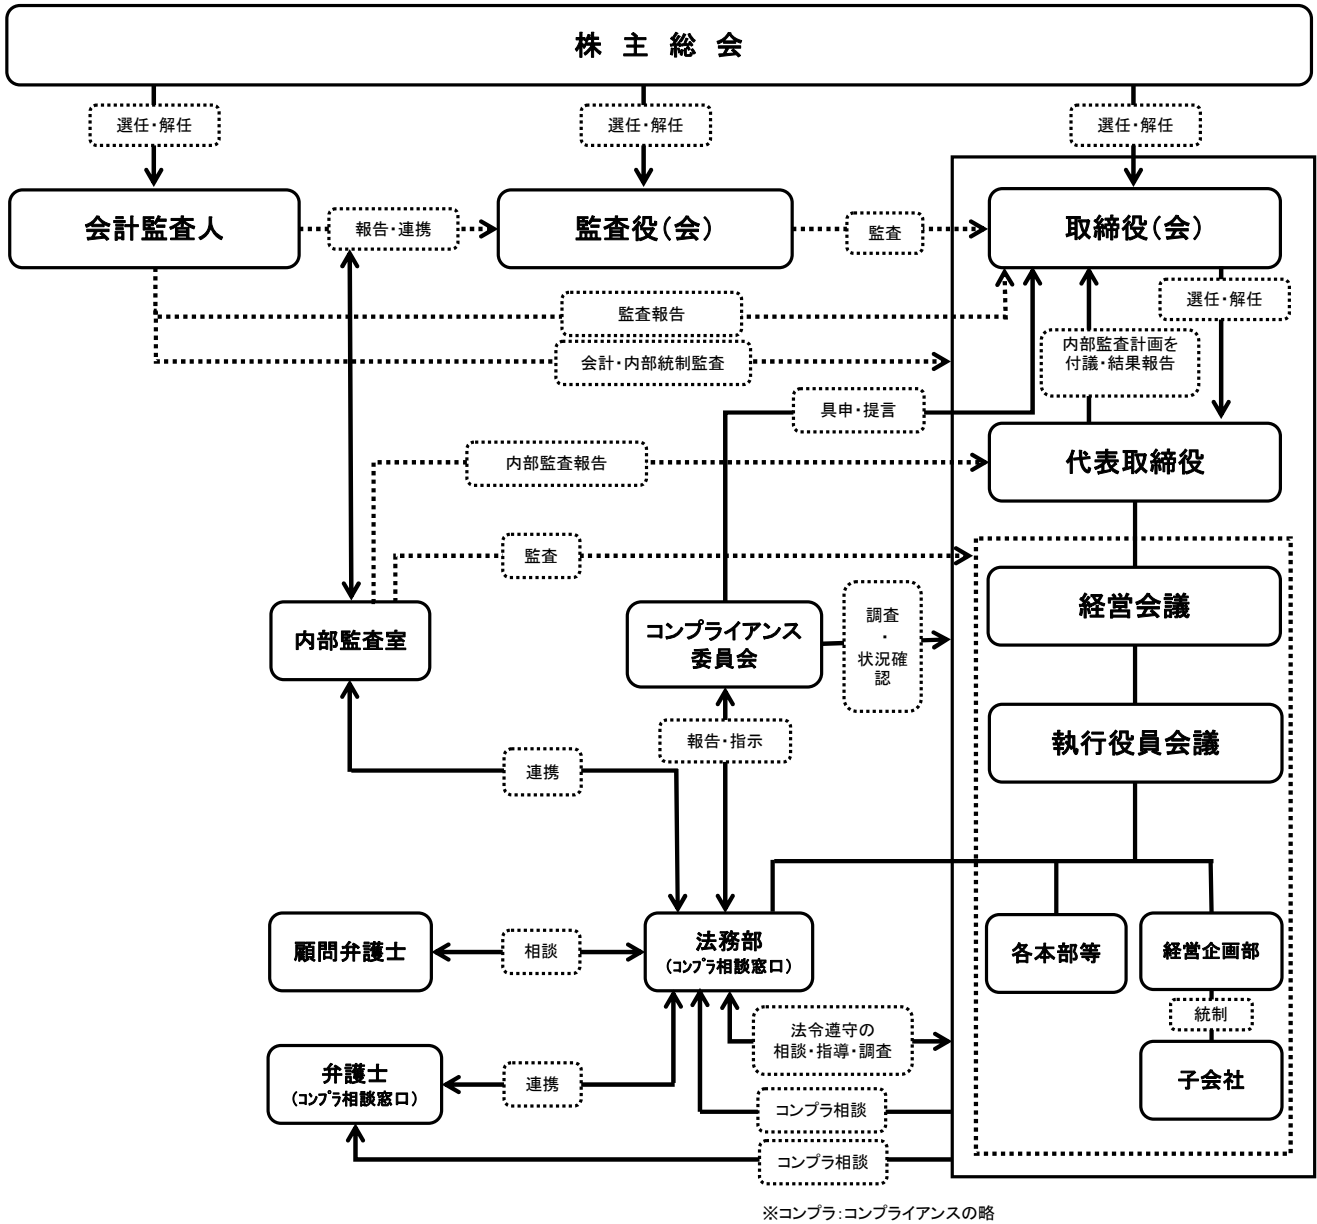 株 主 総 会
選任・解任
選任・解任
選任・解任
会計監査人
報告・連携
監査役(会)
監査
取締役(会)
選任・解任
監査報告
内部監査計画を
付議・結果報告
会計・内部統制監査
具申・提言
内部監査報告
代表取締役
監査
経営会議
内部監査室
コンプライアンス
委員会
調査
・
状況確
認
執行役員会議
報告・指示
連携
顧問弁護士
相談
法務部
(コンプラ相談窓口)
各本部等
経営企画部
統制
法令遵守の
相談・指導・調査
弁護士
(コンプラ相談窓口)
連携
子会社
コンプラ相談
コンプラ相談
※コンプラ:コンプライアンスの略